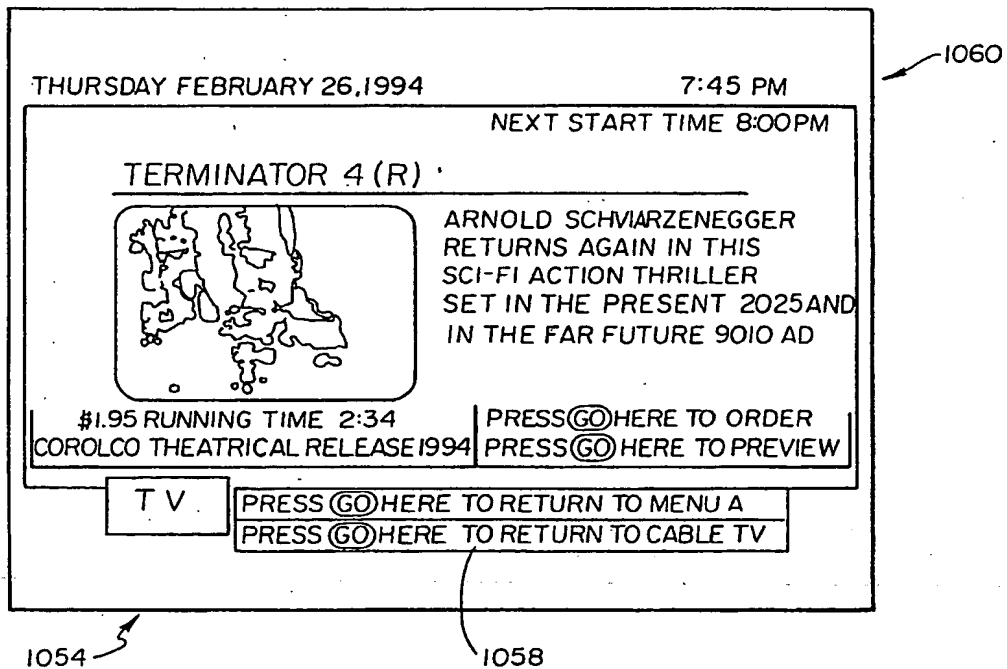 1060
THURSDAY FEBRUARY 26,1994 7:45 PM
NEXT START TIME 8:00PM
TERMINATOR 4 (R)
ARNOLD SCHVIARZENEGGER
RETURNS AGAIN IN THIS
SCI-FI ACTION THRILLER
SET IN THE PRESENT 2025 AND
IN THE FAR FUTURE 9010 AD
$1.95 RUNNING TIME 2:34
COROLCO THEATRICAL RELEASE 1994
PRESS GO HERE TO ORDER
PRESS GO HERE TO PREVIEW
TV
PRESS GO HERE TO RETURN TO MENU A
PRESS GO HERE TO RETURN TO CABLE TV
1054
1058